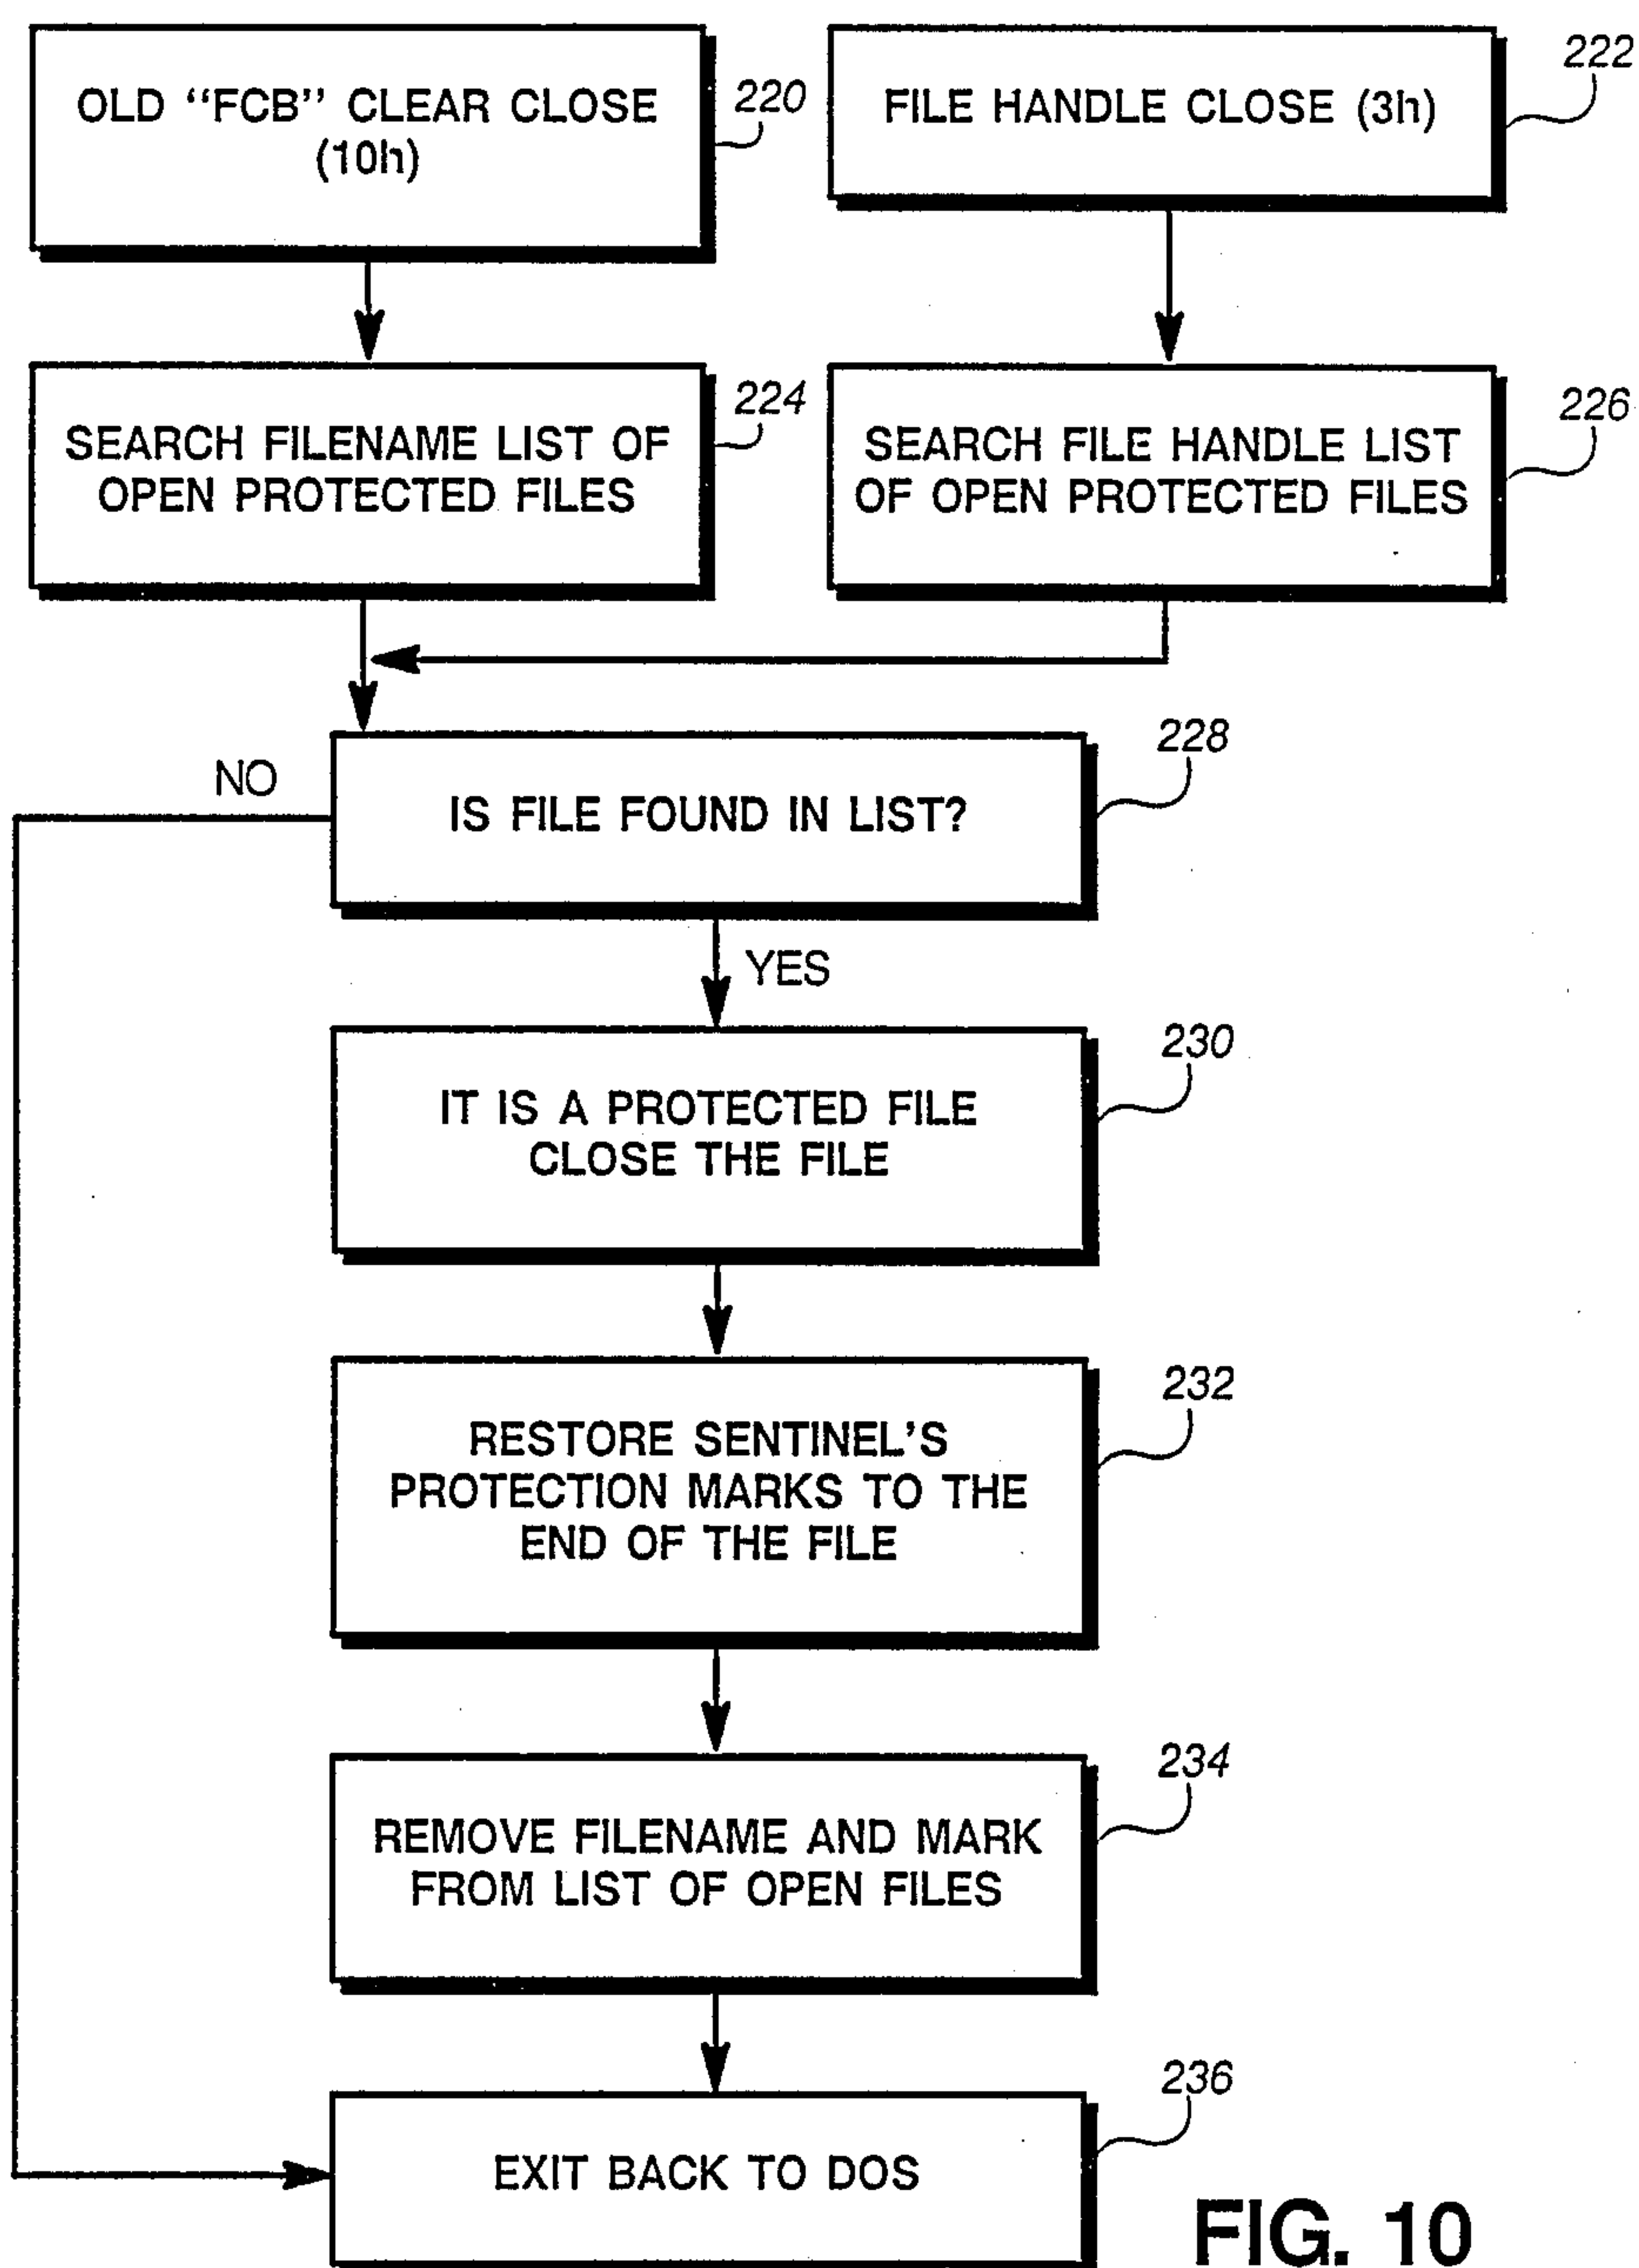 OLD “FCB” CLEAR CLOSE
(10h)
220
FILE HANDLE CLOSE (3h)
222
SEARCH FILENAME LIST OF
OPEN PROTECTED FILES
224
SEARCH FILE HANDLE LIST
OF OPEN PROTECTED FILES
226
NO
IS FILE FOUND IN LIST?
228
YES
IT IS A PROTECTED FILE
CLOSE THE FILE
230
RESTORE SENTINEL’S
PROTECTION MARKS TO THE
END OF THE FILE
232
REMOVE FILENAME AND MARK
FROM LIST OF OPEN FILES
234
EXIT BACK TO DOS
236
FIG. 10